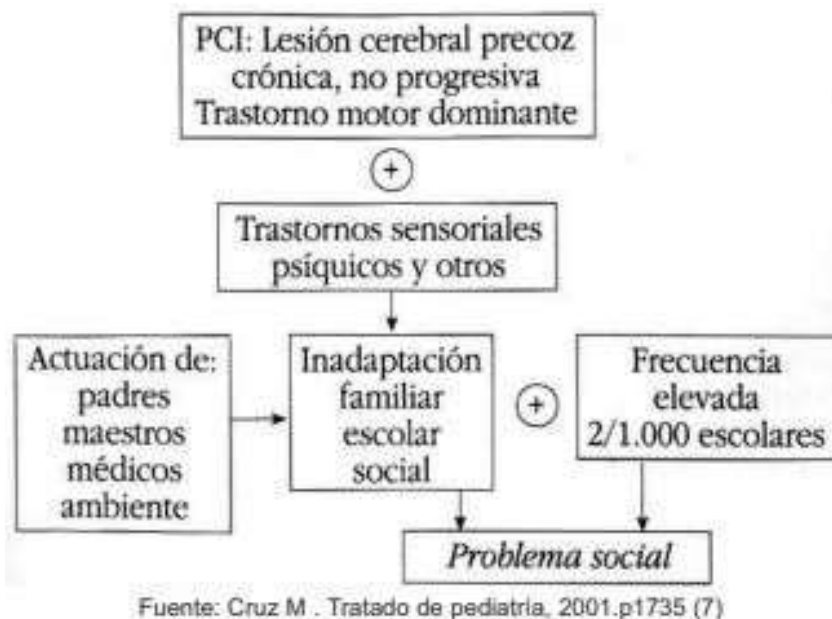 PCI: Lesión cerebral precoz
crónica, no progresiva
Trastorno motor dominante
+
Trastornos sensoriales
psíquicos y otros
Actuación de:
padres
maestros
médicos
ambiente
Inadaptación
familiar
escolar
social
+
Frecuencia
elevada
2/1.000 escolares
Problema social
Fuente: Cruz M . Tratado de pediatría, 2001.p1735 (7)